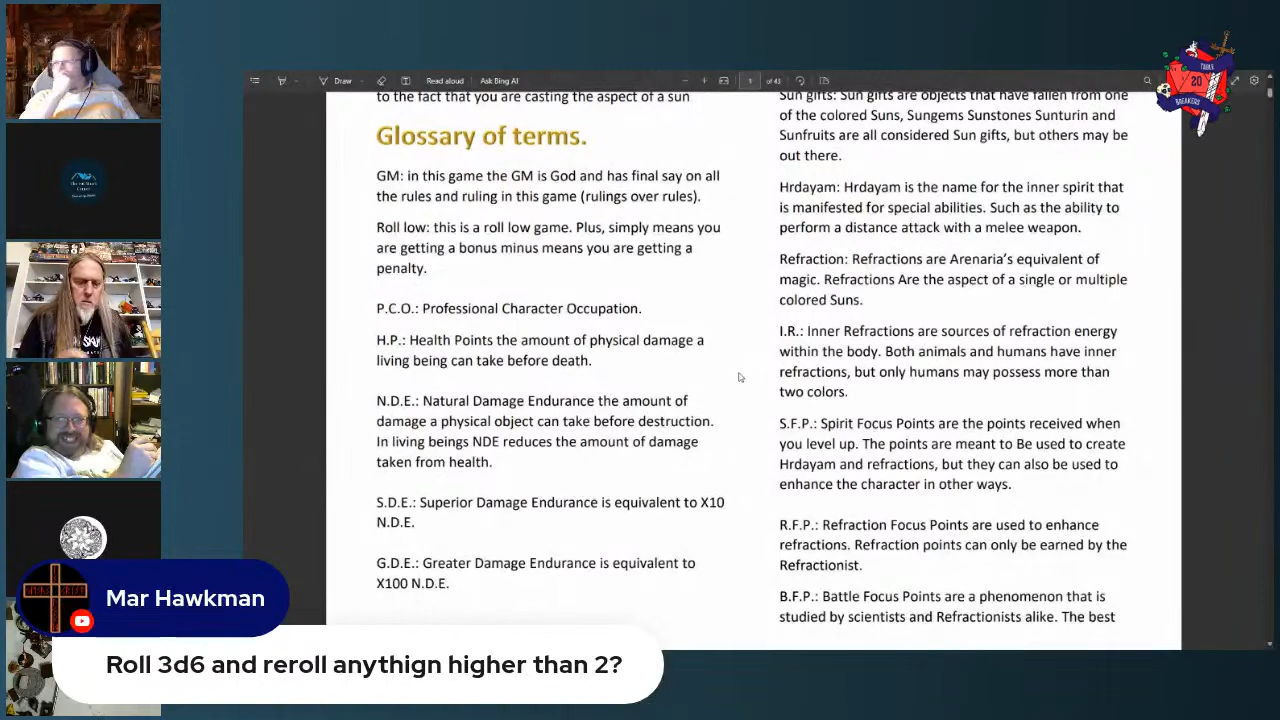 Draw
Read aloud
Ask Bing AI
1
of 43
TABLE
20
BREAKERS
to the fact that you are casting the aspect of a sun
Glossary of terms.
GM: in this game the GM is God and has final say on all
the rules and ruling in this game (rulings over rules).
Roll low: this is a roll low game. Plus, simply means you
are getting a bonus minus means you are getting a
penalty.
P.C.O.: Professional Character Occupation.
H.P.: Health Points the amount of physical damage a
living being can take before death.
N.D.E.: Natural Damage Endurance the amount of
damage a physical object can take before destruction.
In living beings NDE reduces the amount of damage
taken from health.
S.D.E.: Superior Damage Endurance is equivalent to X10
N.D.E.
G.D.E.: Greater Damage Endurance is equivalent to
X100 N.D.E.
Sun gifts: Sun gifts are objects that have fallen from one
of the colored Suns, Sungems Sunstones Sunturin and
Sunfruits are all considered Sun gifts, but others may be
out there.
Hrdayam: Hrdayam is the name for the inner spirit that
is manifested for special abilities. Such as the ability to
perform a distance attack with a melee weapon.
Refraction: Refractions are Arenaria's equivalent of
magic. Refractions Are the aspect of a single or multiple
colored Suns.
I.R.: Inner Refractions are sources of refraction energy
within the body. Both animals and humans have inner
refractions, but only humans may possess more than
two colors.
S.F.P.: Spirit Focus Points are the points received when
you level up. The points are meant to Be used to create
Hrdayam and refractions, but they can also be used to
enhance the character in other ways.
R.F.P.: Refraction Focus Points are used to enhance
refractions. Refraction points can only be earned by the
Refractionist.
B.F.P.: Battle Focus Points are a phenomenon that is
studied by scientists and Refractionists alike. The best
Mar Hawkman
Roll 3d6 and reroll anythign higher than 2?